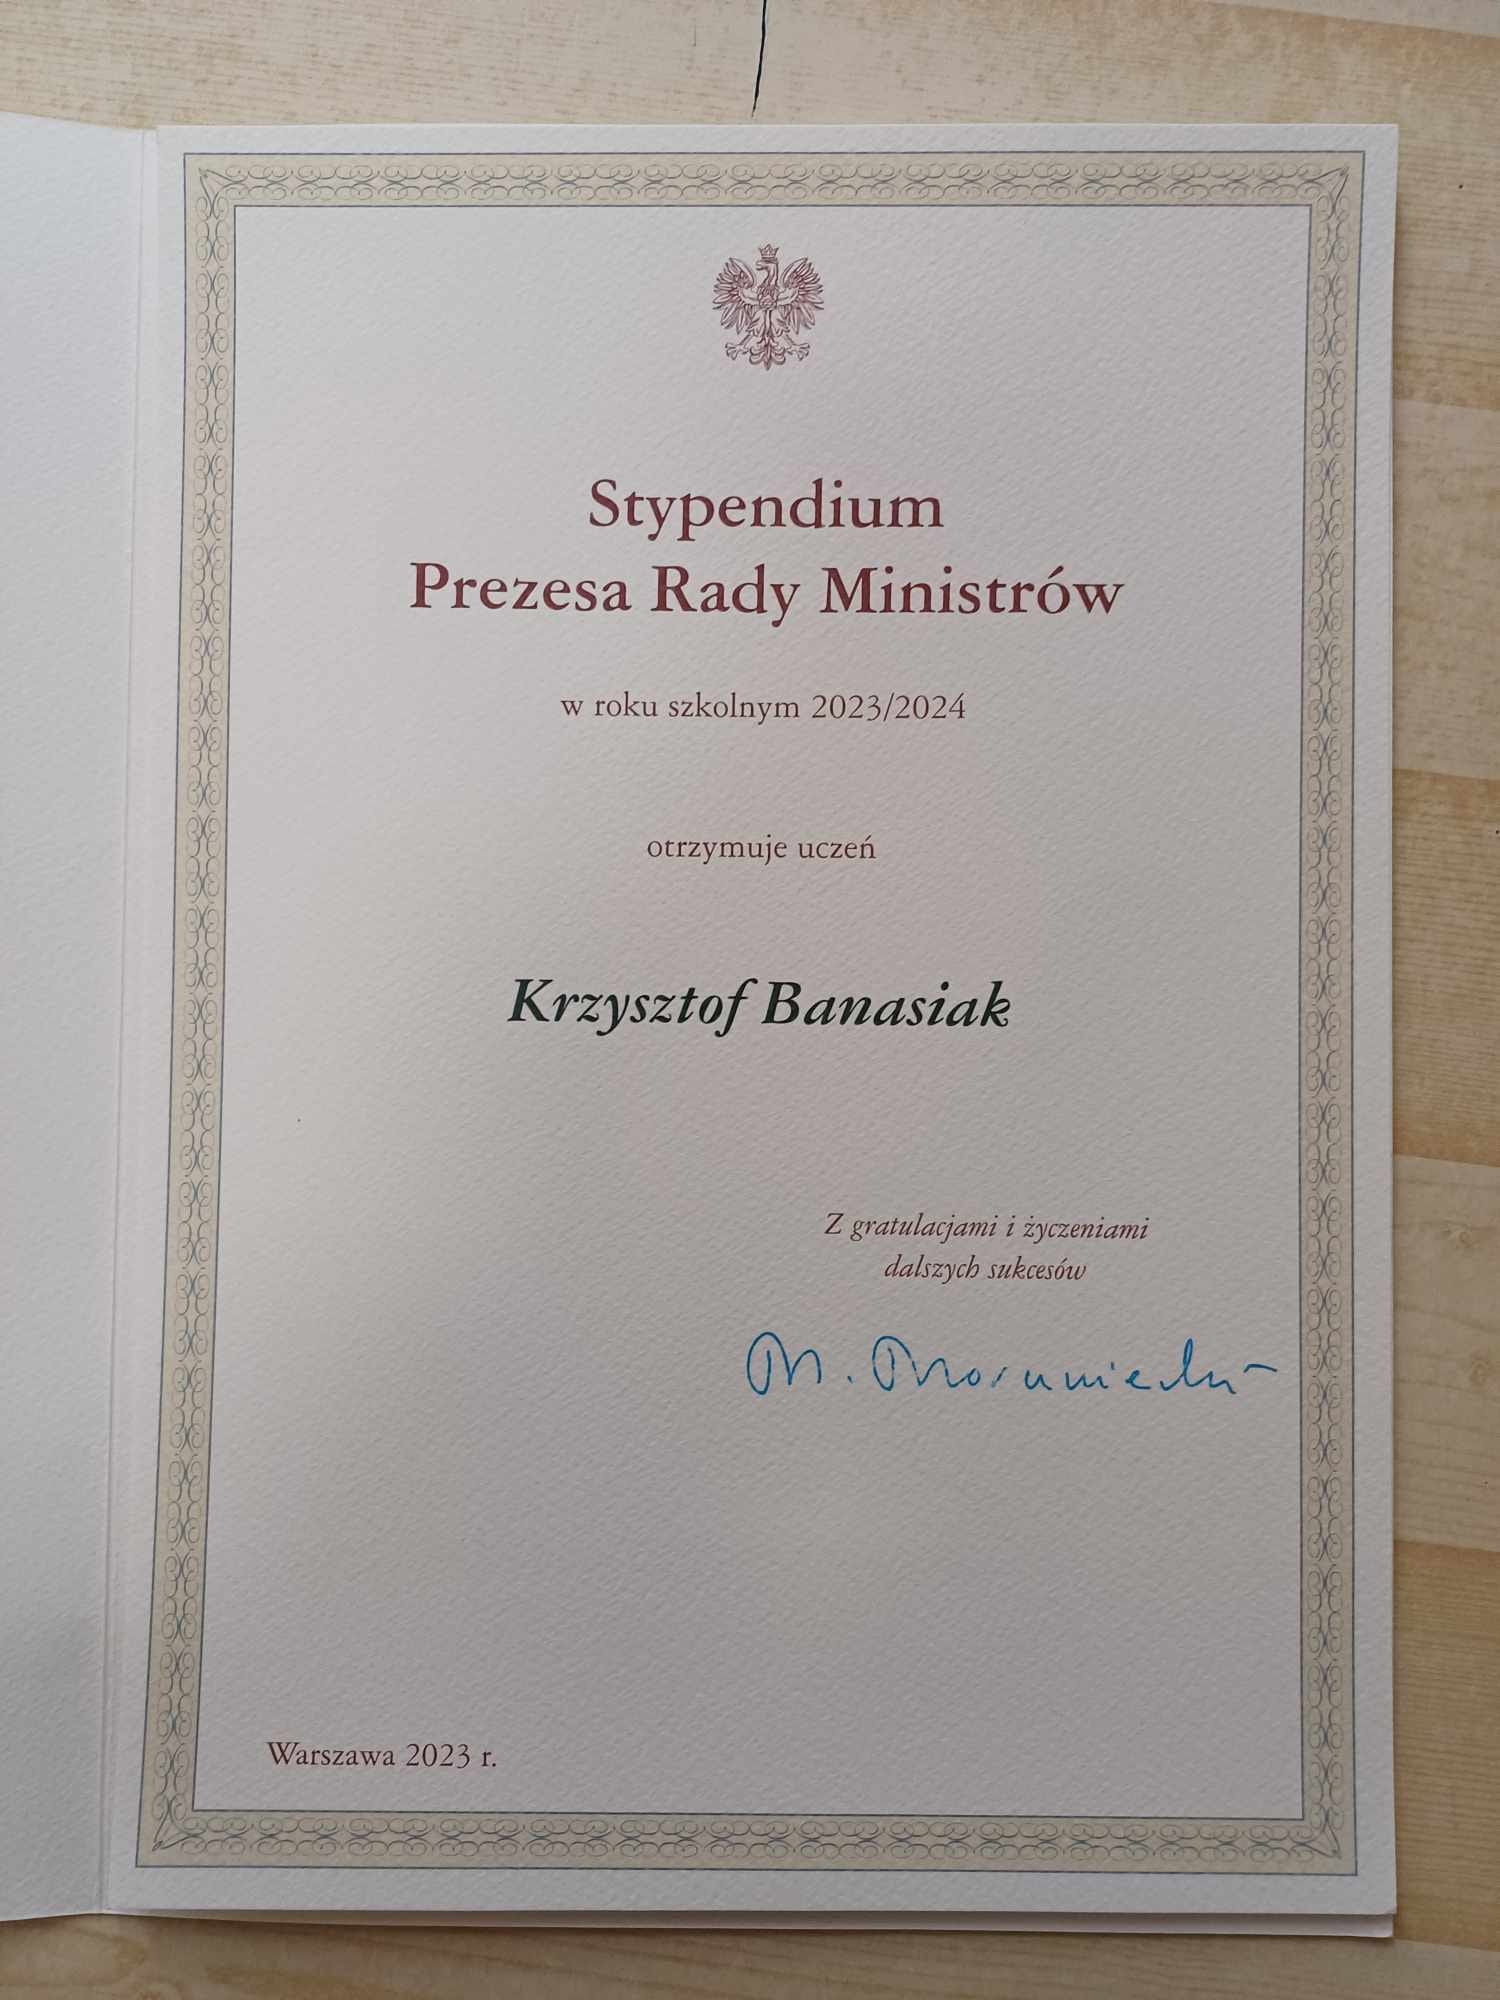 Stypendium
Prezesa Rady Ministrów
w roku szkolnym 2023/2024
otrzymuje uczeń
Krzysztof Banasiak
Z gratulacjami i życzeniami
dalszych sukcesów
M. Morawiecki
Warszawa 2023 r.